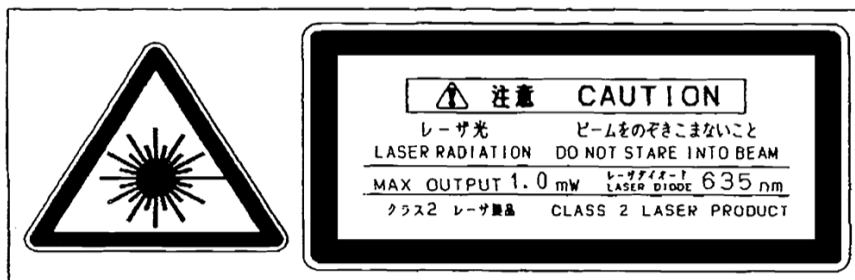 注意 CAUTION
レーザ光 ビームをのぞきこまないこと
LASER RADIATION DO NOT STARE INTO BEAM
MAX OUTPUT 1.0 mW レーザダイオード LASER DIODE 635 nm
クラス2 レーザ製品 CLASS 2 LASER PRODUCT